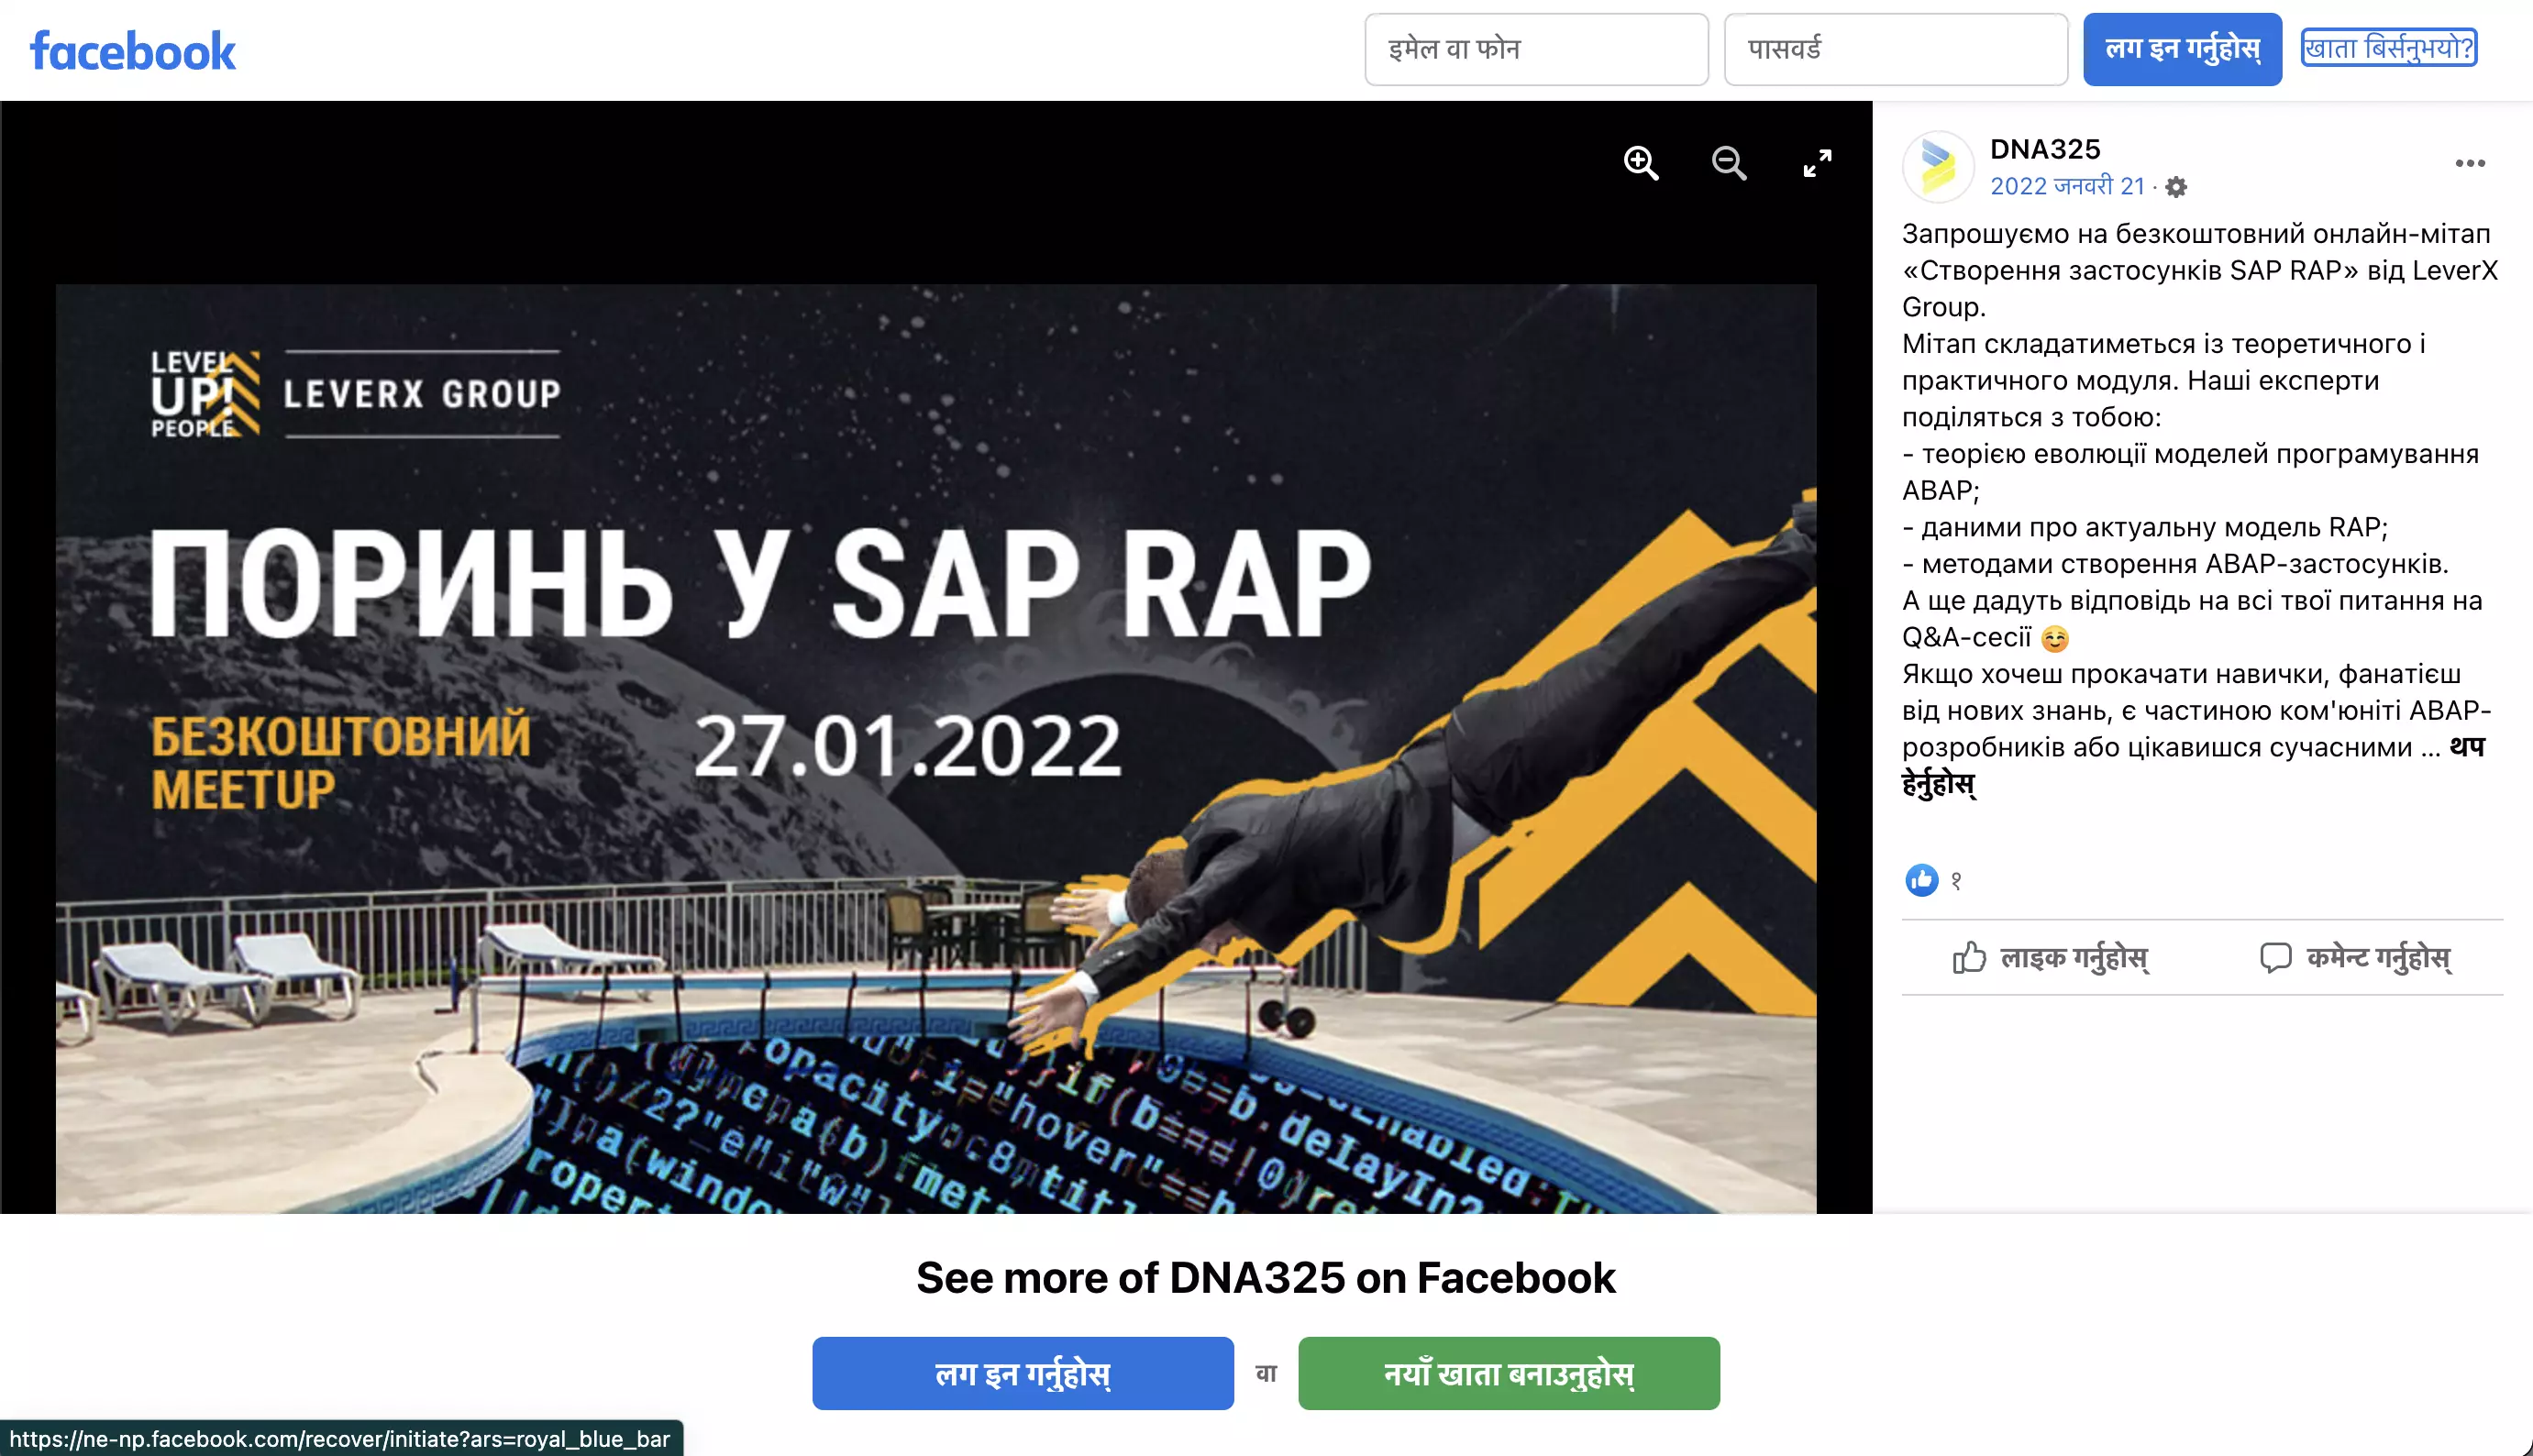 facebook
इमेल वा फोन
पासवर्ड
लग इन गर्नुहोस्
खाता बिर्सनुभयो?
LEVEL
UP!
PEOPLE
LEVERX GROUP
ПОРИНЬ У SAP RAP
БЕЗКОШТОВНИЙ
MEETUP
27.01.2022
DNA325
2022 जनवरी 21 ·
Запрошуємо на безкоштовний онлайн-мітап
«Створення застосунків SAP RAP» від LeverX
Group.
Мітап складатиметься із теоретичного і
практичного модуля. Наші експерти
поділяться з тобою:
- теорією еволюції моделей програмування
ABAP;
- даними про актуальну модель RAP;
- методами створення ABAP-застосунків.
А ще дадуть відповідь на всі твої питання на
Q&A-сесії 😊
Якщо хочеш прокачати навички, фанатієш
від нових знань, є частиною ком'юніті ABAP-
розробників або цікавишся сучасними ... थप
हेर्नुहोस्
१
लाइक गर्नुहोस्
कमेन्ट गर्नुहोस्
See more of DNA325 on Facebook
लग इन गर्नुहोस्
वा
नयाँ खाता बनाउनुहोस्
https://ne-np.facebook.com/recover/initiate?ars=royal_blue_bar